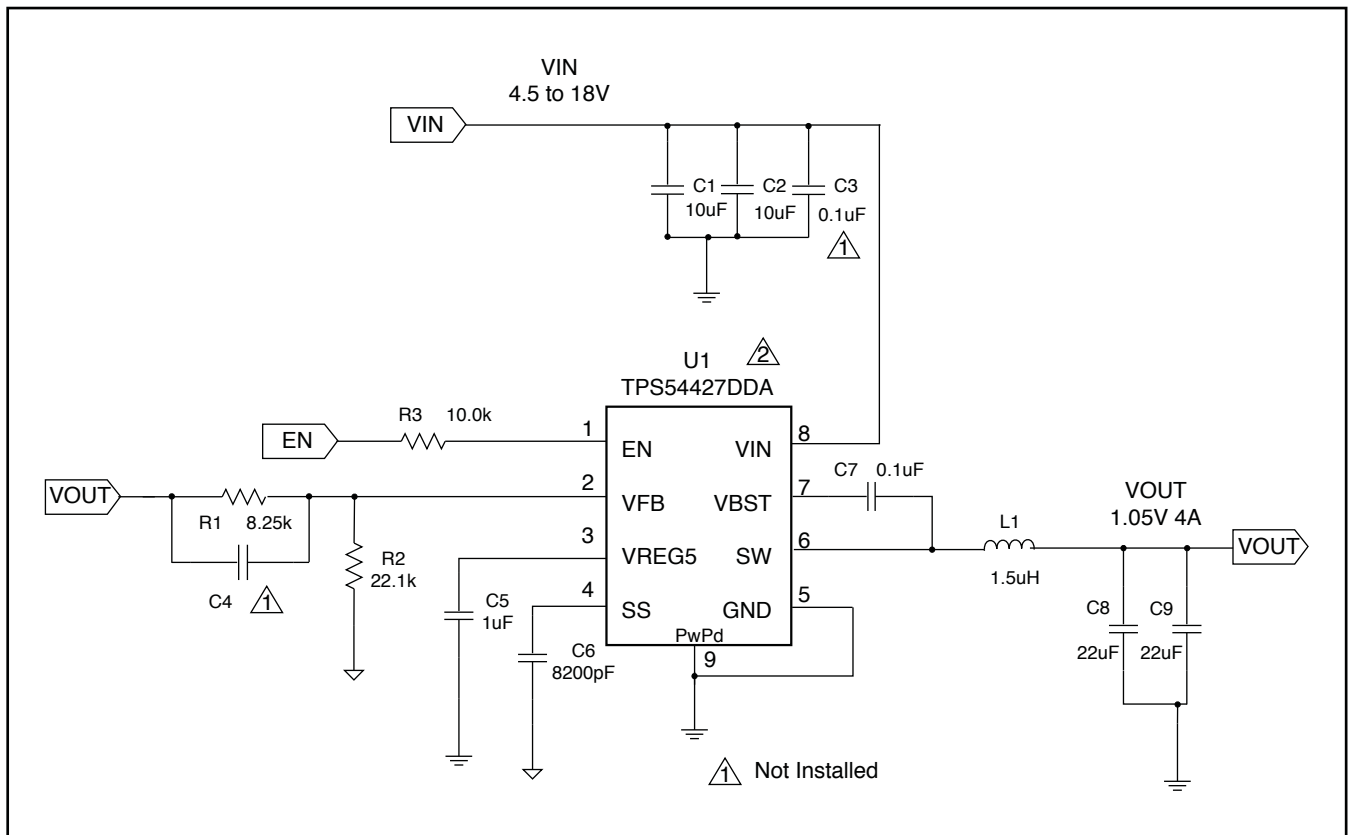 VIN
4.5 to 18V
VIN
C1
10uF
C2
10uF
C3
0.1uF
1
U1
2
TPS54427DDA
R3 10.0k
EN
1
EN
VIN
8
C7 0.1uF
VOUT
R1 8.25k
C4
1
R2
22.1k
2
VFB
VBST
7
3
VREG5
SW
6
L1
1.5uH
VOUT
1.05V 4A
VOUT
4
SS
GND
5
C5
1uF
C6
8200pF
PwPd
9
C8
22uF
C9
22uF
1 Not Installed